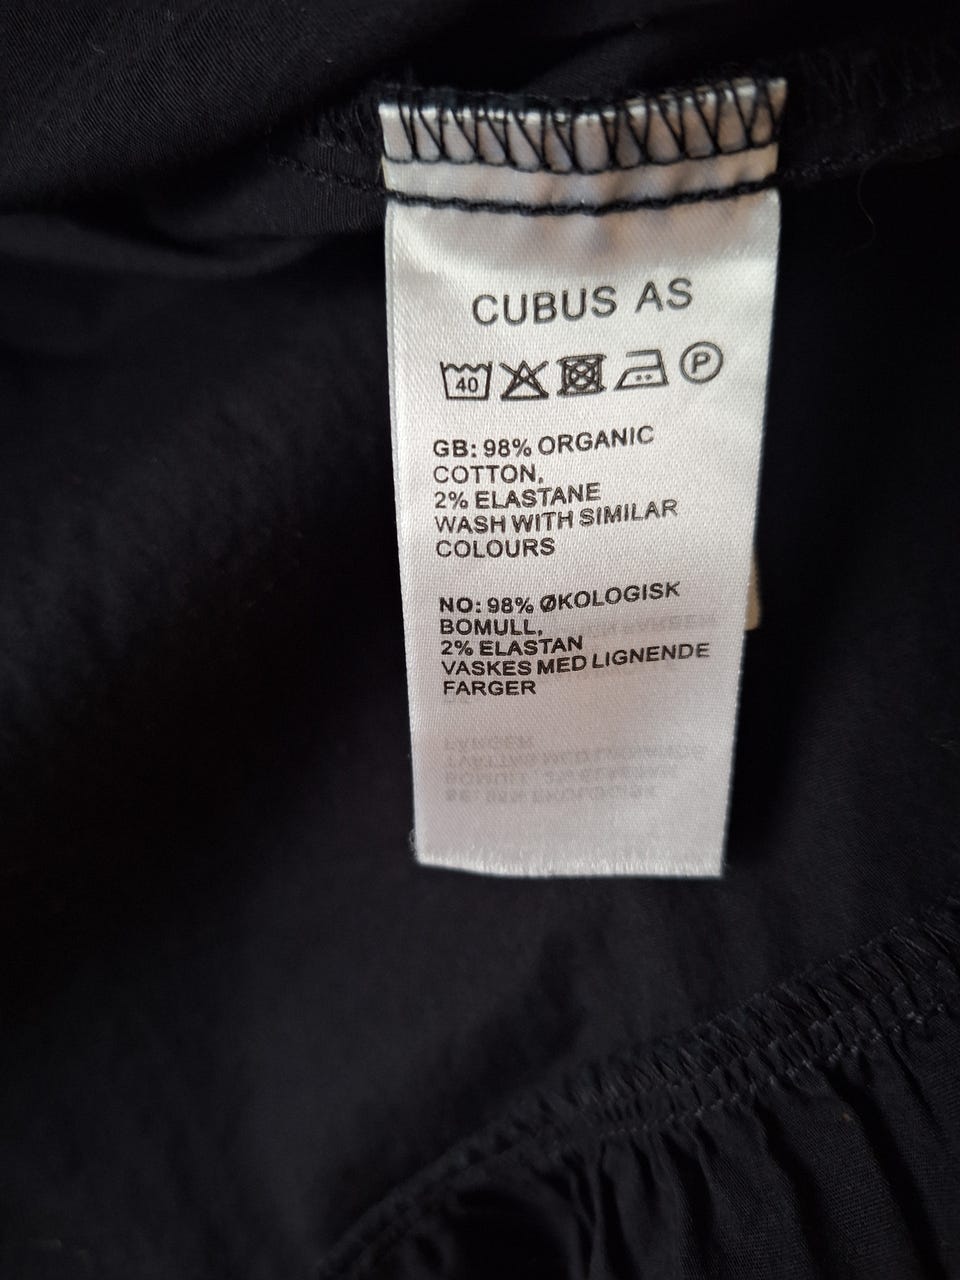 CUBUS AS
40 P
GB: 98% ORGANIC
COTTON,
2% ELASTANE
WASH WITH SIMILAR
COLOURS
NO: 98% ØKOLOGISK
BOMULL,
2% ELASTAN
VASKES MED LIGNENDE
FARGER